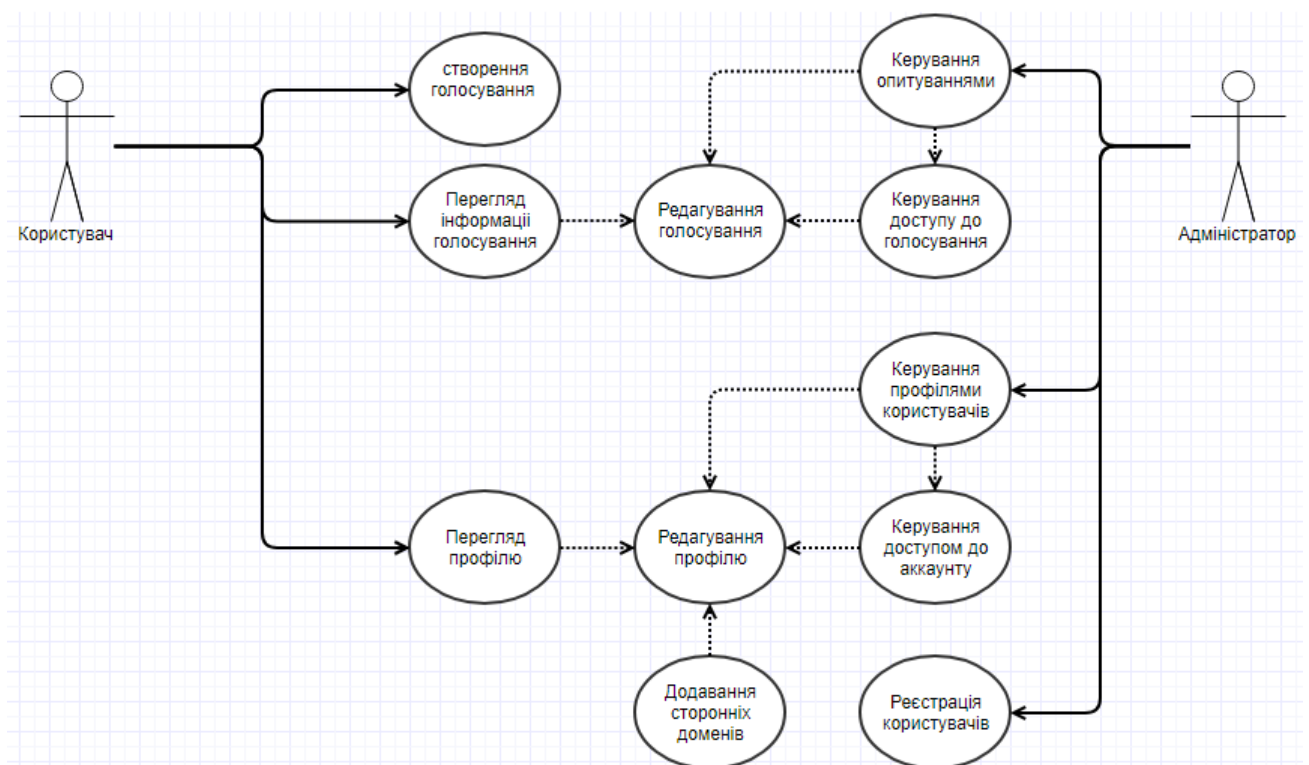 створення
голосування
Керування
опитуваннями
Користувач
Перегляд
інформаціі
голосування
Редагування
голосування
Керування
доступу до
голосування
Адміністратор
Керування
профілями
користувачів
Перегляд
профілю
Редагування
профілю
Керування
доступом до
аккаунту
Додавання
сторонніх
доменів
Реєстрація
користувачів